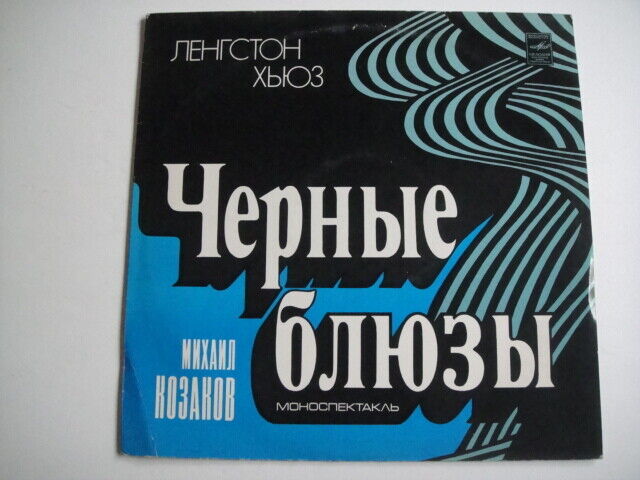 ЛЕНГСТОН
ХЬЮЗ
Черные
блюзы
МИХАИЛ
КОЗАКОВ
МОНОСПЕКТАКЛЬ